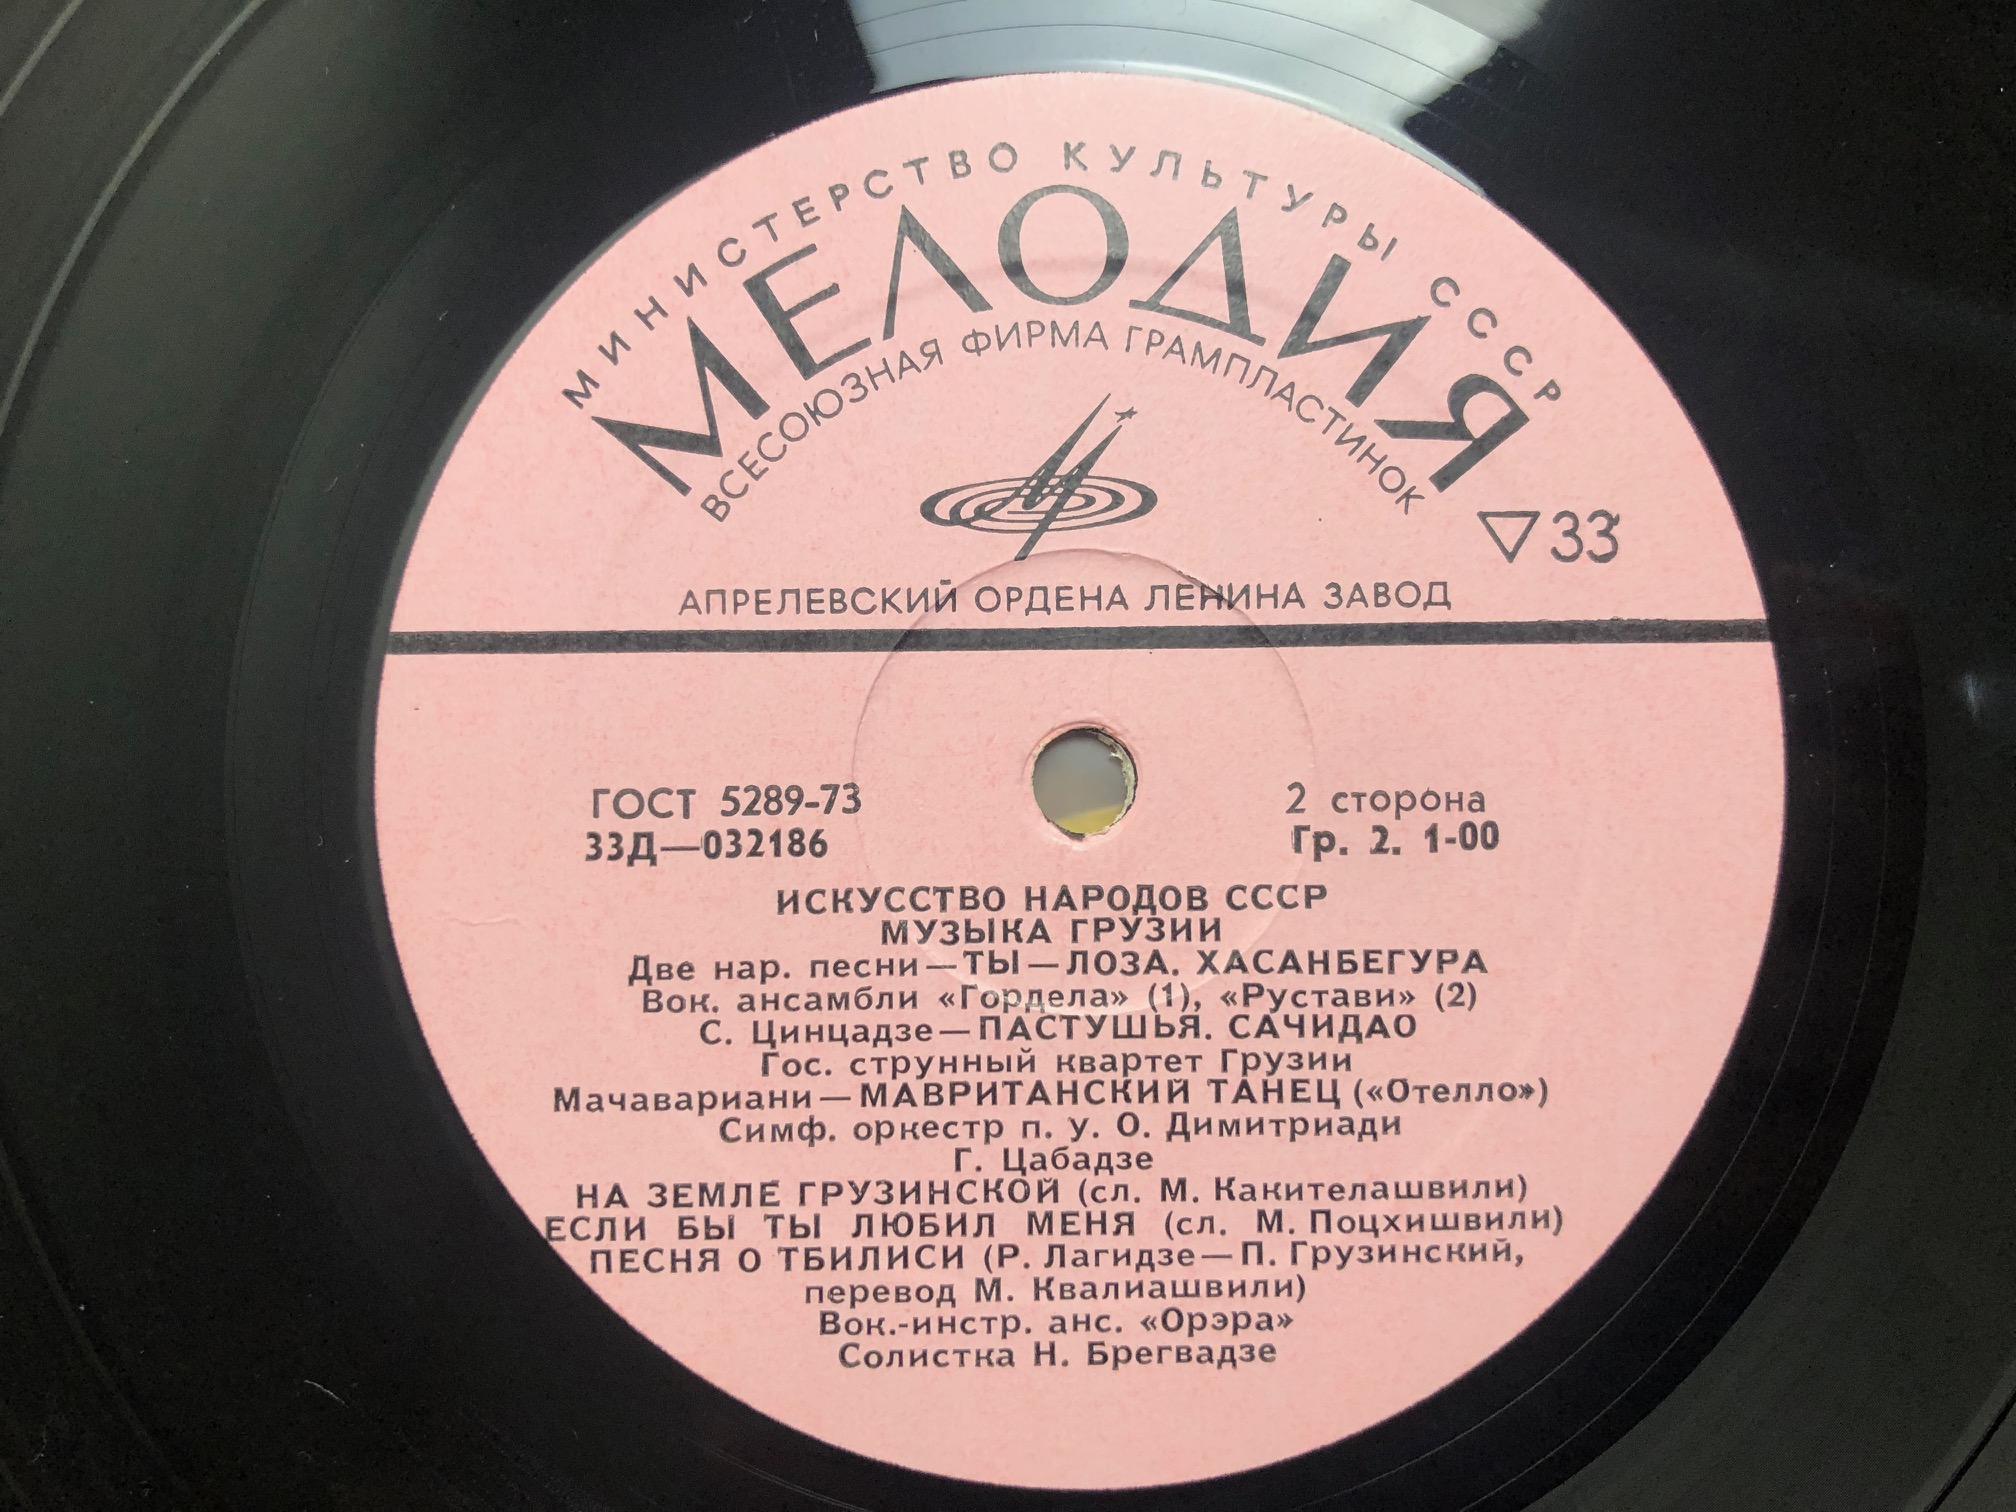 МИНИСТЕРСТВО КУЛЬТУРЫ СССР
МЕЛОДИЯ
ВСЕСОЮЗНАЯ ФИРМА ГРАМПЛАСТИНОК
▽33
АПРЕЛЕВСКИЙ ОРДЕНА ЛЕНИНА ЗАВОД
ГОСТ 5289-73
33Д—032186
2 сторона
Гр. 2. 1-00
ИСКУССТВО НАРОДОВ СССР
МУЗЫКА ГРУЗИИ
Две нар. песни—ТЫ—ЛОЗА. ХАСАНБЕГУРА
Вок. ансамбли «Гордела» (1), «Рустави» (2)
С. Цинцадзе—ПАСТУШЬЯ. САЧИДАО
Гос. струнный квартет Грузии
Мачавариани—МАВРИТАНСКИЙ ТАНЕЦ («Отелло»)
Симф. оркестр п. у. О. Димитриади
Г. Цабадзе
НА ЗЕМЛЕ ГРУЗИНСКОЙ (сл. М. Какителашвили)
ЕСЛИ БЫ ТЫ ЛЮБИЛ МЕНЯ (сл. М. Поцхишвили)
ПЕСНЯ О ТБИЛИСИ (Р. Лагидзе—П. Грузинский,
перевод М. Квалиашвили)
Вок.-инстр. анс. «Орэра»
Солистка Н. Брегвадзе